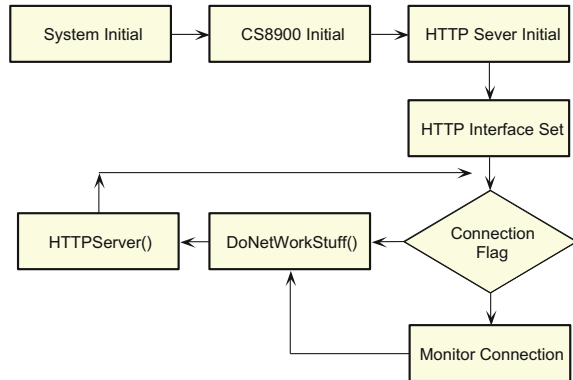 System Initial
CS8900 Initial
HTTP Sever Initial
HTTP Interface Set
Connection
Flag
DoNetWorkStuff()
HTTPServer()
Monitor Connection